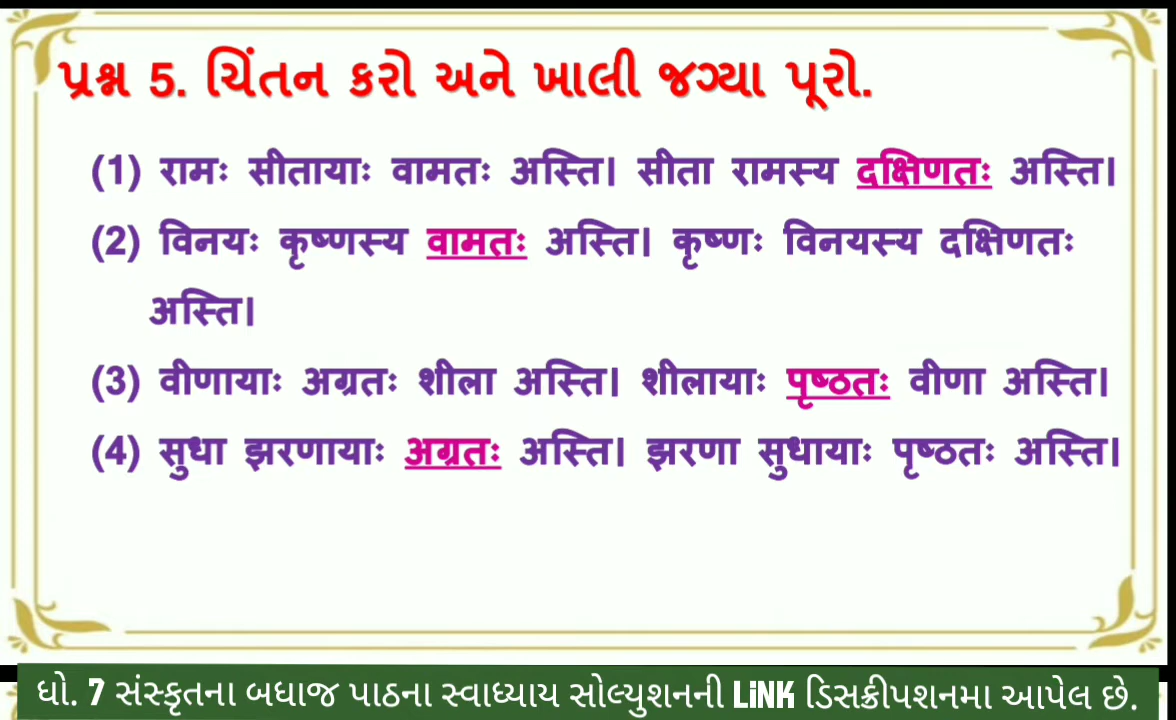 પ્રશ્ન 5. ચિંતન કરો અને ખાલી જગ્યા પૂરો.
(1) रामः सीतायाः वामतः अस्ति। सीता रामस्य दक्षिणतः अस्ति।
(2) विनयः कृष्णस्य वामतः अस्ति। कृष्णः विनयस्य दक्षिणतः
अस्ति।
(3) वीणायाः अग्रतः शीला अस्ति। शीलायाः पृष्ठतः वीणा अस्ति।
(4) सुधा झरणायाः अग्रतः अस्ति। झरणा सुधायाः पृष्ठतः अस्ति।
ધો. 7 સંસ્કૃતના બધાજ પાઠના સ્વાધ્યાય સોલ્યુશનની LiNK ડિસક્રીપશનમા આપેલ છે.